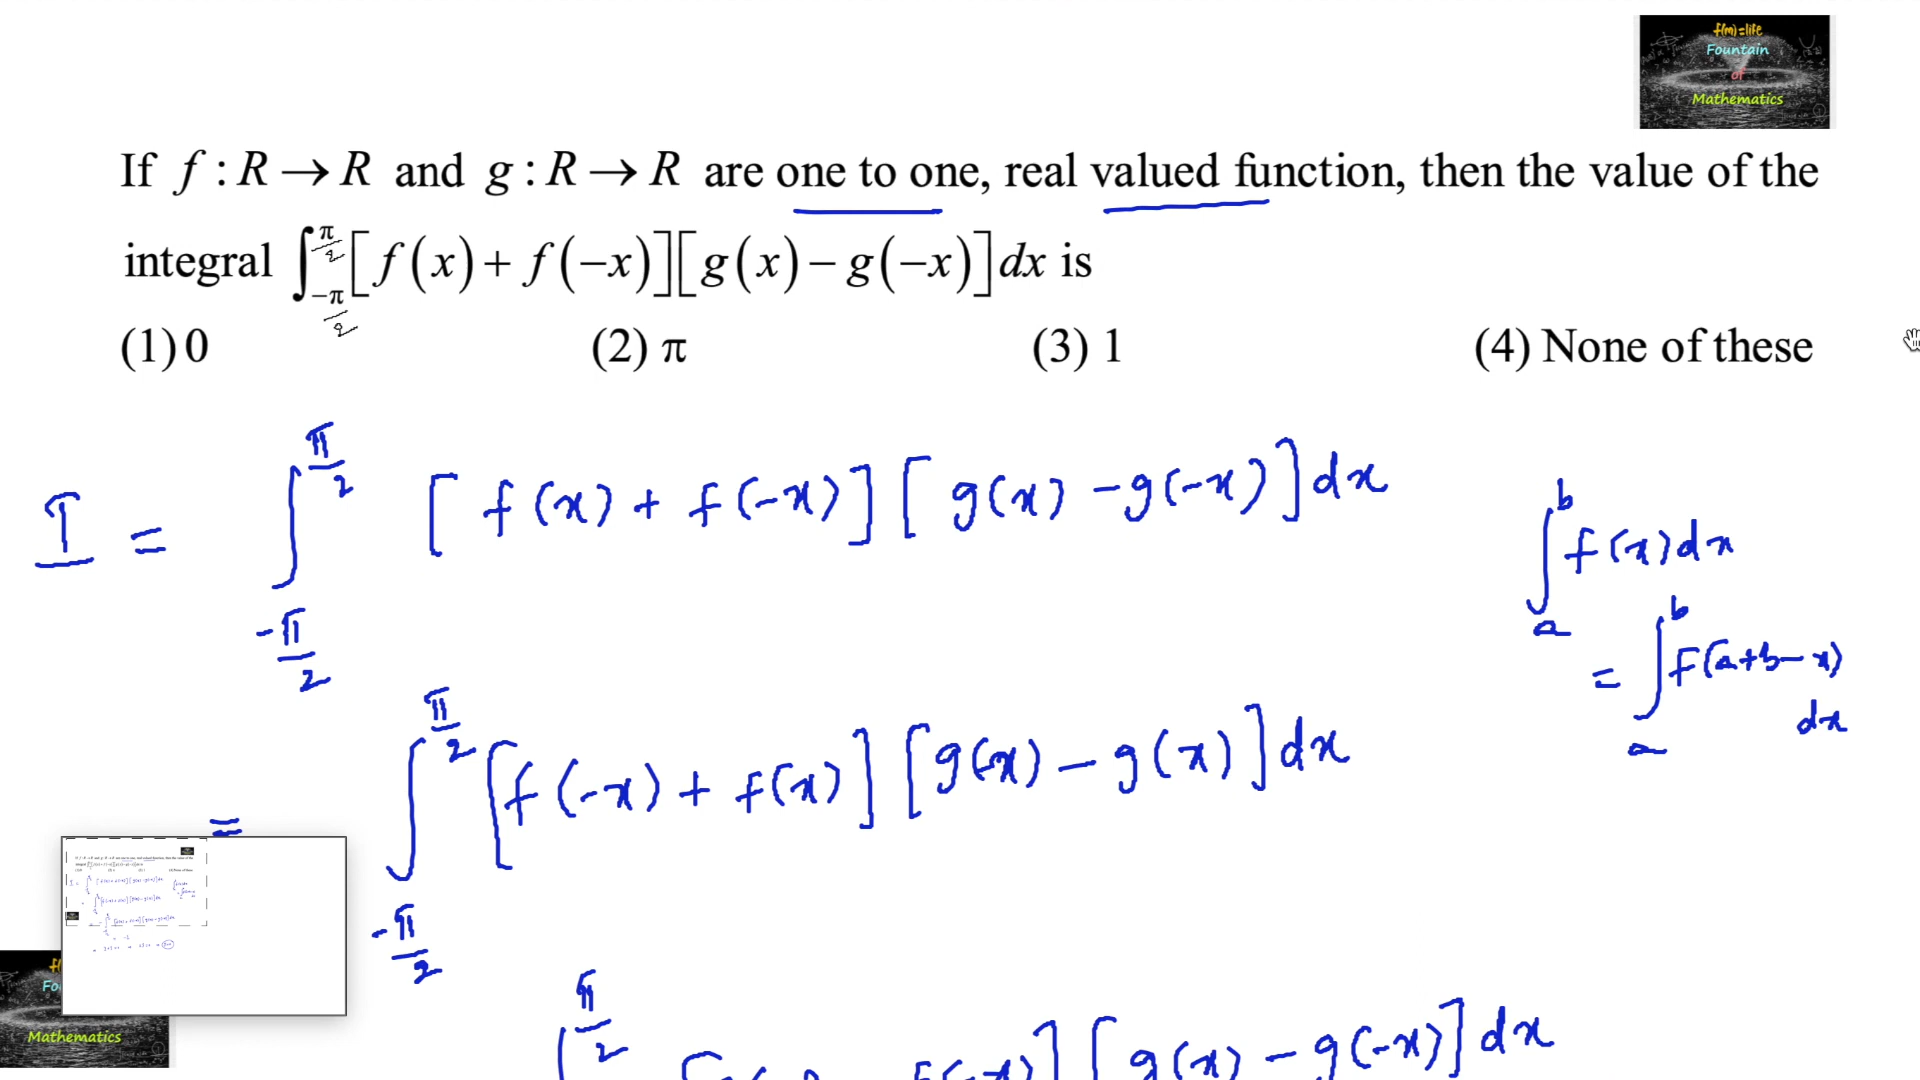 f(m)=life
Fountain
of
Mathematics
If f : R → R and g : R → R are one to one, real valued function, then the value of the
integral ∫_{-π/2}^{π/2} [f(x) + f(−x)][g(x) − g(−x)]dx is
(1) 0 (2) π (3) 1 (4) None of these
I = ∫_{-π/2}^{π/2} [f(x) + f(-x)] [g(x) - g(-x)] dx
∫_a^b f(x) dx
= ∫_a^b f(a+b-x) dx
= ∫_{-π/2}^{π/2} [f(-x) + f(x)] [g(-x) - g(x)] dx
π/2 f(-x)] [g(x) - g(-x)] dx
Mathematics